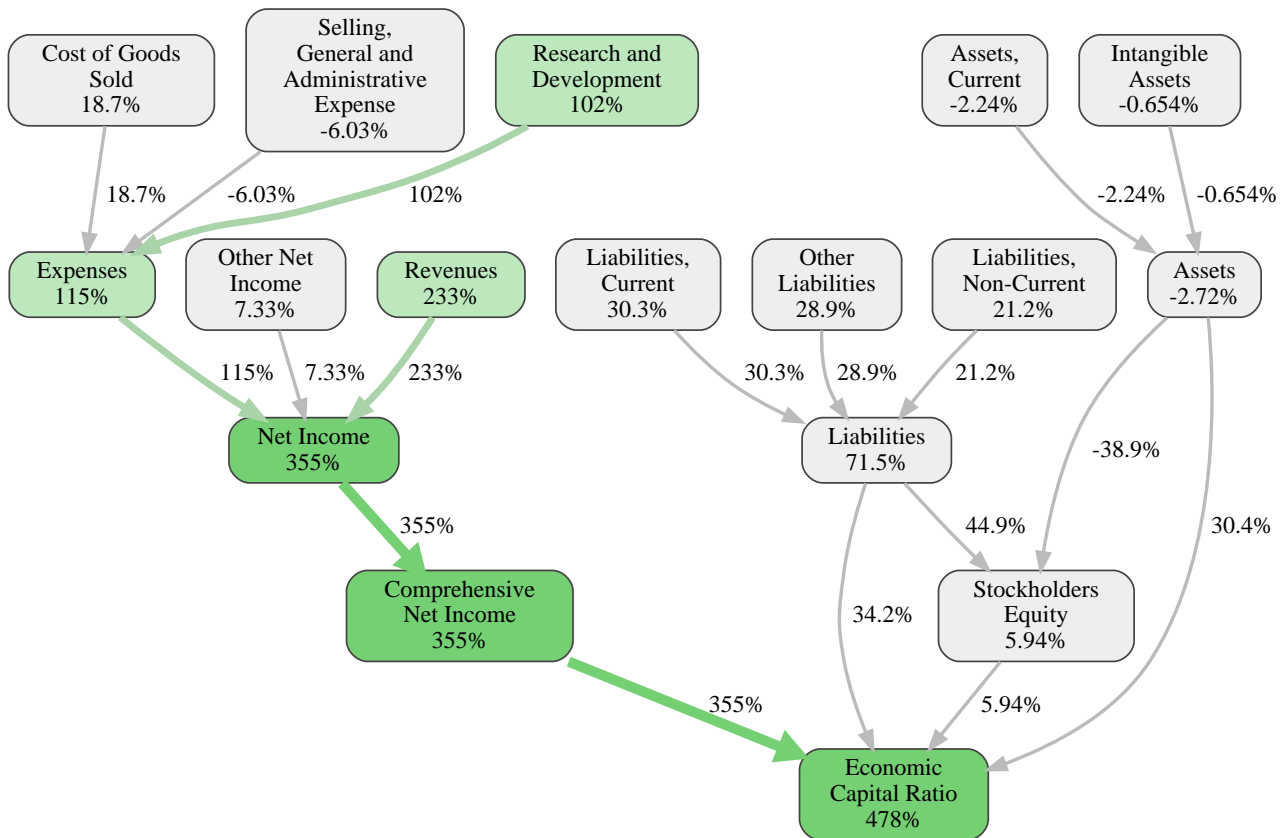 Cost of Goods
Sold
18.7%
Selling,
General and
Administrative
Expense
-6.03%
Research and
Development
102%
Assets,
Current
-2.24%
Intangible
Assets
-0.654%
18.7%
-6.03%
102%
-2.24%
-0.654%
Expenses
115%
Other Net
Income
7.33%
Revenues
233%
Liabilities,
Current
30.3%
Other
Liabilities
28.9%
Liabilities,
Non-Current
21.2%
Assets
-2.72%
115%
7.33%
233%
30.3%
28.9%
21.2%
Net Income
355%
Liabilities
71.5%
-38.9%
355%
44.9%
30.4%
Comprehensive
Net Income
355%
34.2%
Stockholders
Equity
5.94%
355%
5.94%
Economic
Capital Ratio
478%